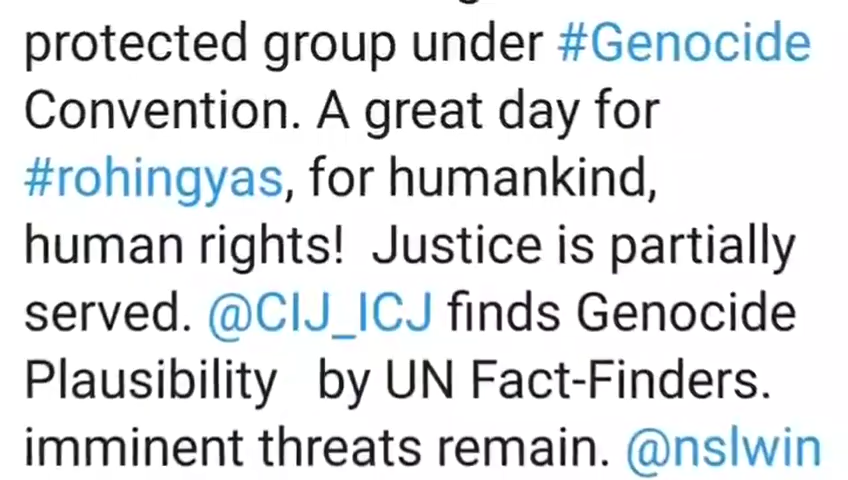 protected group under #Genocide
Convention. A great day for
#rohingyas, for humankind,
human rights! Justice is partially
served. @CIJ_ICJ finds Genocide
Plausibility by UN Fact-Finders.
imminent threats remain. @nslwin